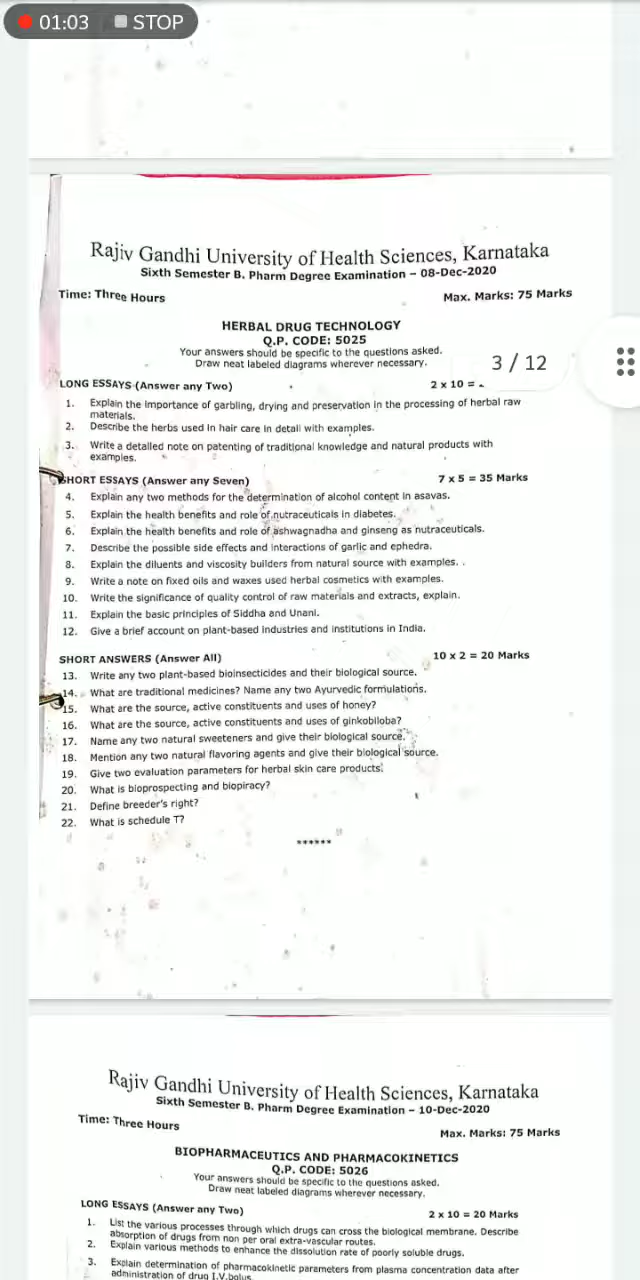 01:03 STOP
Rajiv Gandhi University of Health Sciences, Karnataka
Sixth Semester B. Pharm Degree Examination – 08-Dec-2020
Time: Three Hours Max. Marks: 75 Marks
HERBAL DRUG TECHNOLOGY
Q.P. CODE: 5025
Your answers should be specific to the questions asked.
Draw neat labeled diagrams wherever necessary.
3 / 12
LONG ESSAYS (Answer any Two) 2 x 10 =
1. Explain the importance of garbling, drying and preservation in the processing of herbal raw
materials.
2. Describe the herbs used in hair care in detail with examples.
3. Write a detailed note on patenting of traditional knowledge and natural products with
examples.
SHORT ESSAYS (Answer any Seven) 7 x 5 = 35 Marks
4. Explain any two methods for the determination of alcohol content in asavas.
5. Explain the health benefits and role of nutraceuticals in diabetes.
6. Explain the health benefits and role of ashwagnadha and ginseng as nutraceuticals.
7. Describe the possible side effects and interactions of garlic and ephedra.
8. Explain the diluents and viscosity builders from natural source with examples.
9. Write a note on fixed oils and waxes used herbal cosmetics with examples.
10. Write the significance of quality control of raw materials and extracts, explain.
11. Explain the basic principles of Siddha and Unani.
12. Give a brief account on plant-based industries and institutions in India.
SHORT ANSWERS (Answer All) 10 x 2 = 20 Marks
13. Write any two plant-based bioinsecticides and their biological source.
14. What are traditional medicines? Name any two Ayurvedic formulations.
15. What are the source, active constituents and uses of honey?
16. What are the source, active constituents and uses of ginkobiloba?
17. Name any two natural sweeteners and give their biological source.
18. Mention any two natural flavoring agents and give their biological source.
19. Give two evaluation parameters for herbal skin care products.
20. What is bioprospecting and biopiracy?
21. Define breeder's right?
22. What is schedule T?
******
Rajiv Gandhi University of Health Sciences, Karnataka
Sixth Semester B. Pharm Degree Examination – 10-Dec-2020
Time: Three Hours Max. Marks: 75 Marks
BIOPHARMACEUTICS AND PHARMACOKINETICS
Q.P. CODE: 5026
Your answers should be specific to the questions asked.
Draw neat labeled diagrams wherever necessary.
LONG ESSAYS (Answer any Two) 2 x 10 = 20 Marks
1. List the various processes through which drugs can cross the biological membrane. Describe
absorption of drugs from non per oral extra-vascular routes.
2. Explain various methods to enhance the dissolution rate of poorly soluble drugs.
3. Explain determination of pharmacokinetic parameters from plasma concentration data after
administration of drug I.V.bolus.